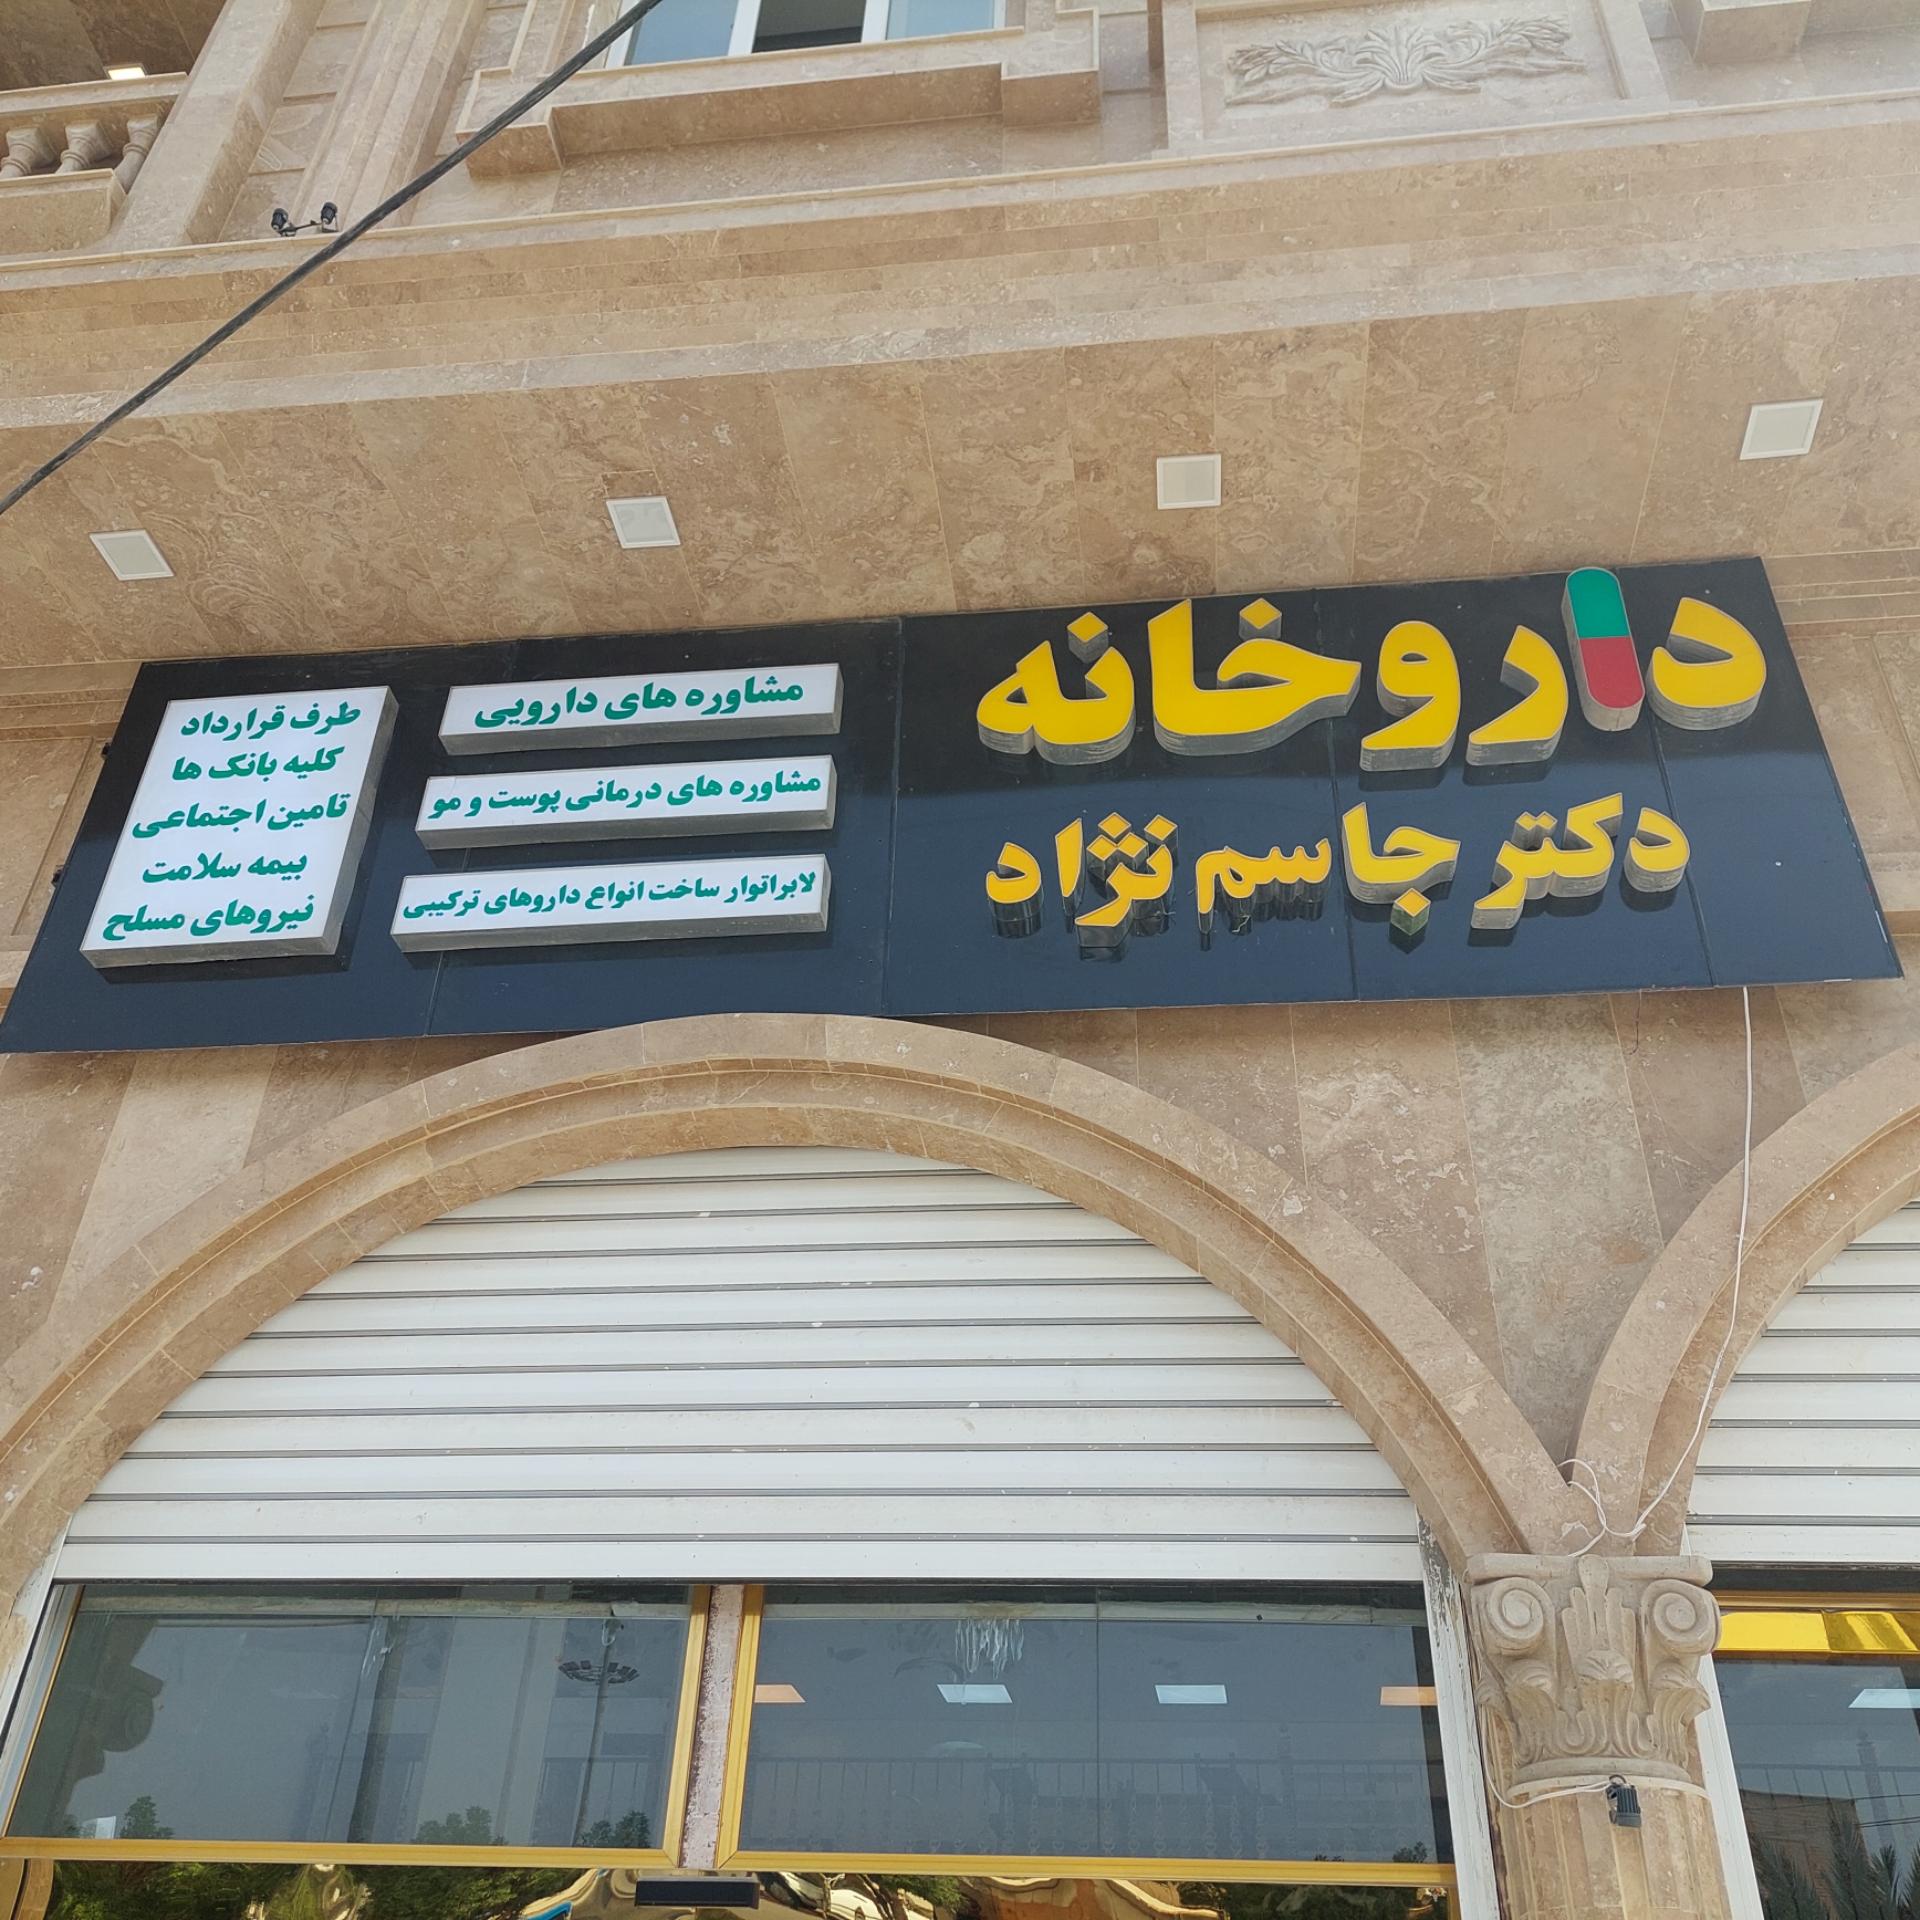 داروخانه
دکتر جاسم نژاد
مشاوره های دارویی
مشاوره های درمانی پوست و مو
لابراتوار ساخت انواع داروهای ترکیبی
طرف قرارداد
کلیه بانک ها
تامین اجتماعی
بیمه سلامت
نیروهای مسلح